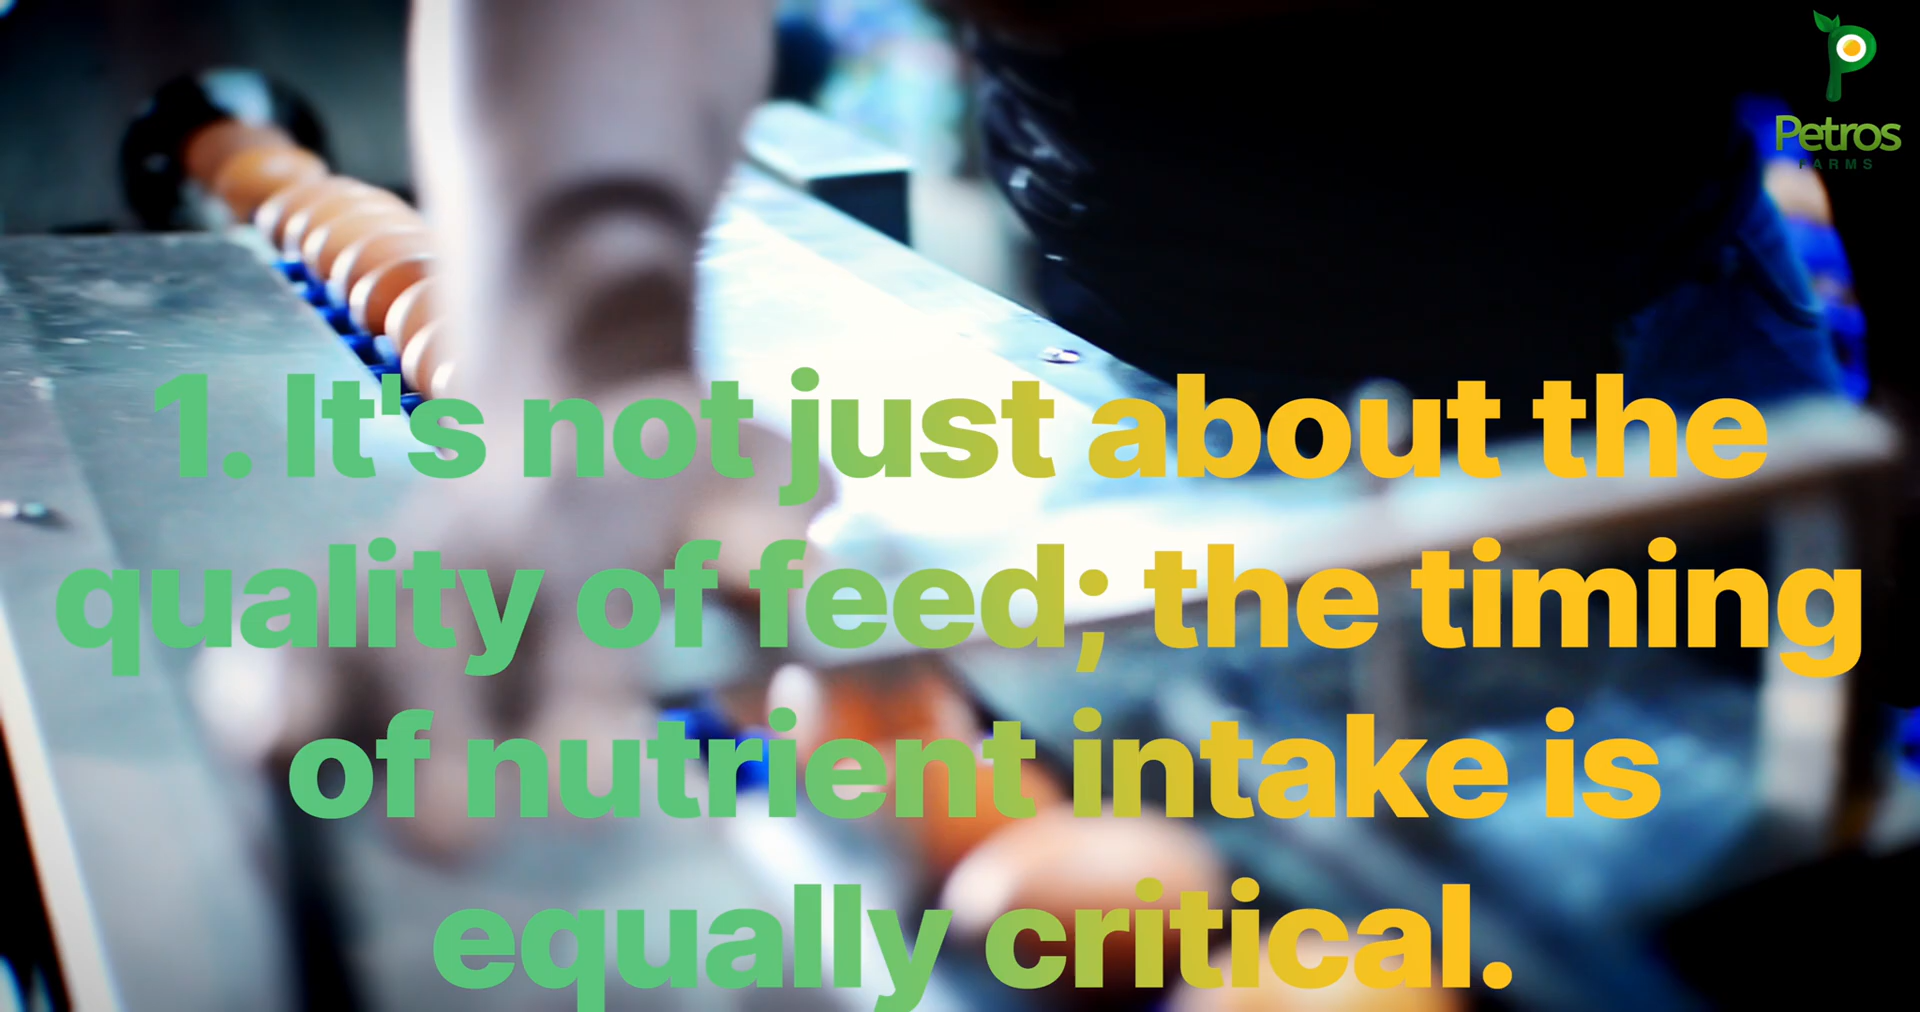 Petros
FARMS
1. It's not just about the
quality of feed; the timing
of nutrient intake is
equally critical.